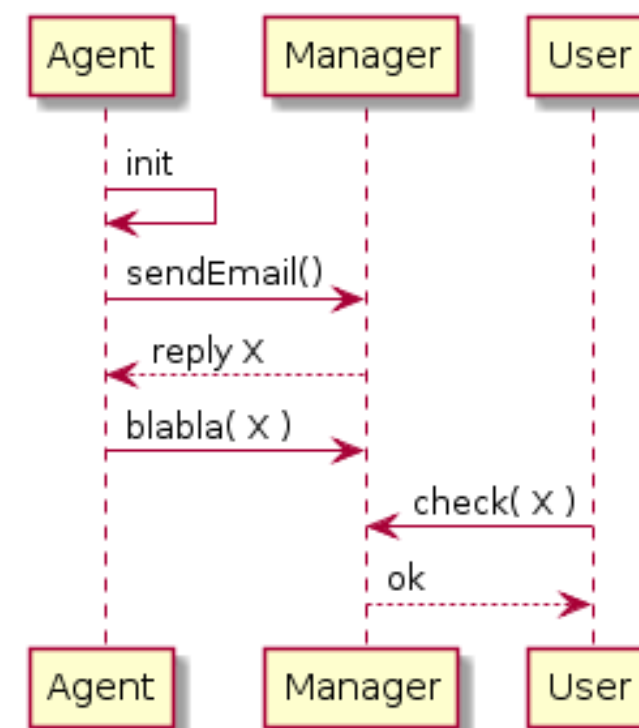 Agent Manager User
init
sendEmail()
reply X
blabla( X )
check( X )
ok
Agent Manager User